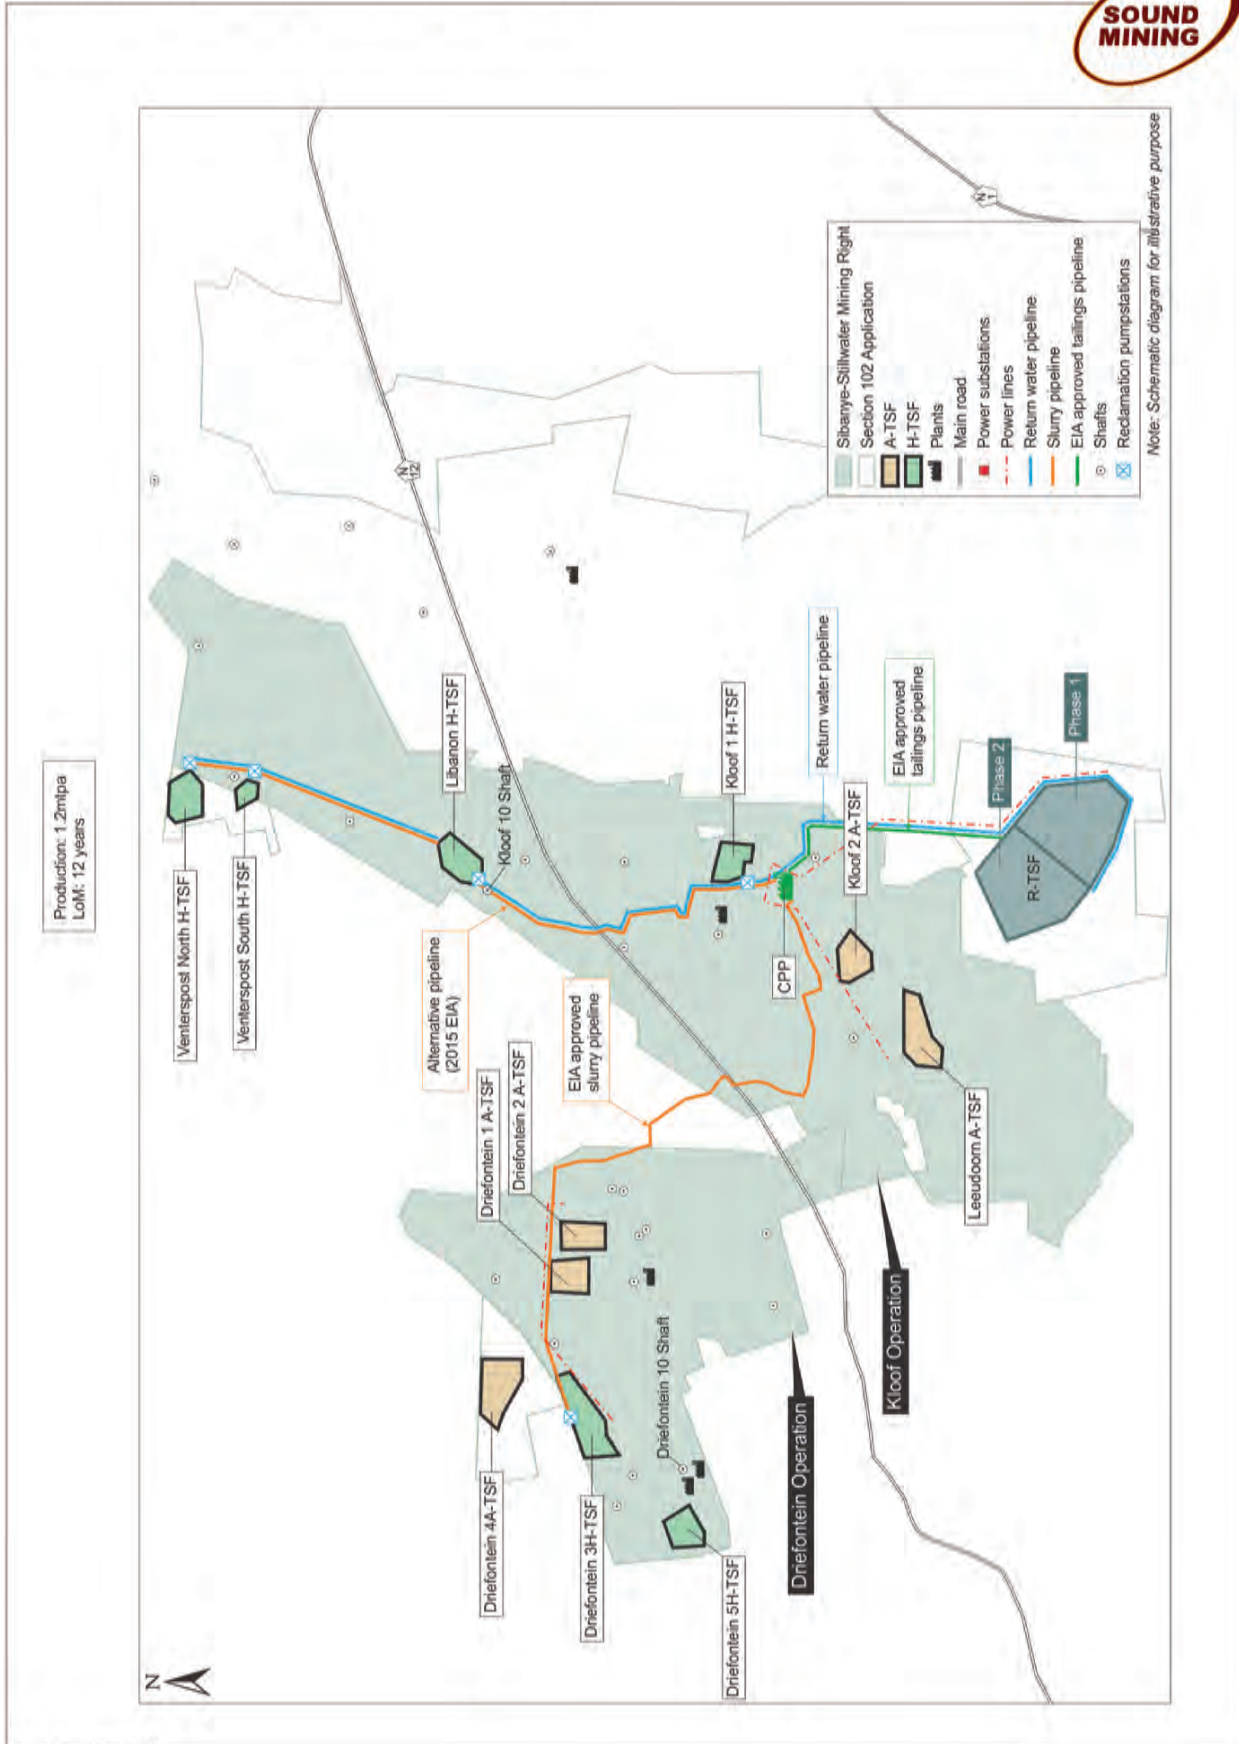 SOUND
MINING
Production: 1.2mtpa
LoM: 12 years
N
Venterspost North H-TSF
Venterspost South H-TSF
Libanon H-TSF
Kloof 10 Shaft
Alternative pipeline
(2015 EIA)
EIA approved
slurry pipeline
Driefontein 1 A-TSF
Driefontein 2 A-TSF
Driefontein 4A-TSF
Driefontein 3H-TSF
Driefontein 10 Shaft
Driefontein 5H-TSF
Driefontein Operation
Kloof Operation
Kloof 1 H-TSF
CPP
Return water pipeline
Kloof 2 A-TSF
EIA approved
tailings pipeline
Leeudoorn A-TSF
Phase 2
Phase 1
R-TSF
N
12
N
1
Sibanye-Stillwater Mining Right
Section 102 Application
A-TSF
H-TSF
Plants
Main road
Power substations
Power lines
Return water pipeline
Slurry pipeline
EIA approved tailings pipeline
Shafts
Reclamation pumpstations
Note: Schematic diagram for illustrative purpose